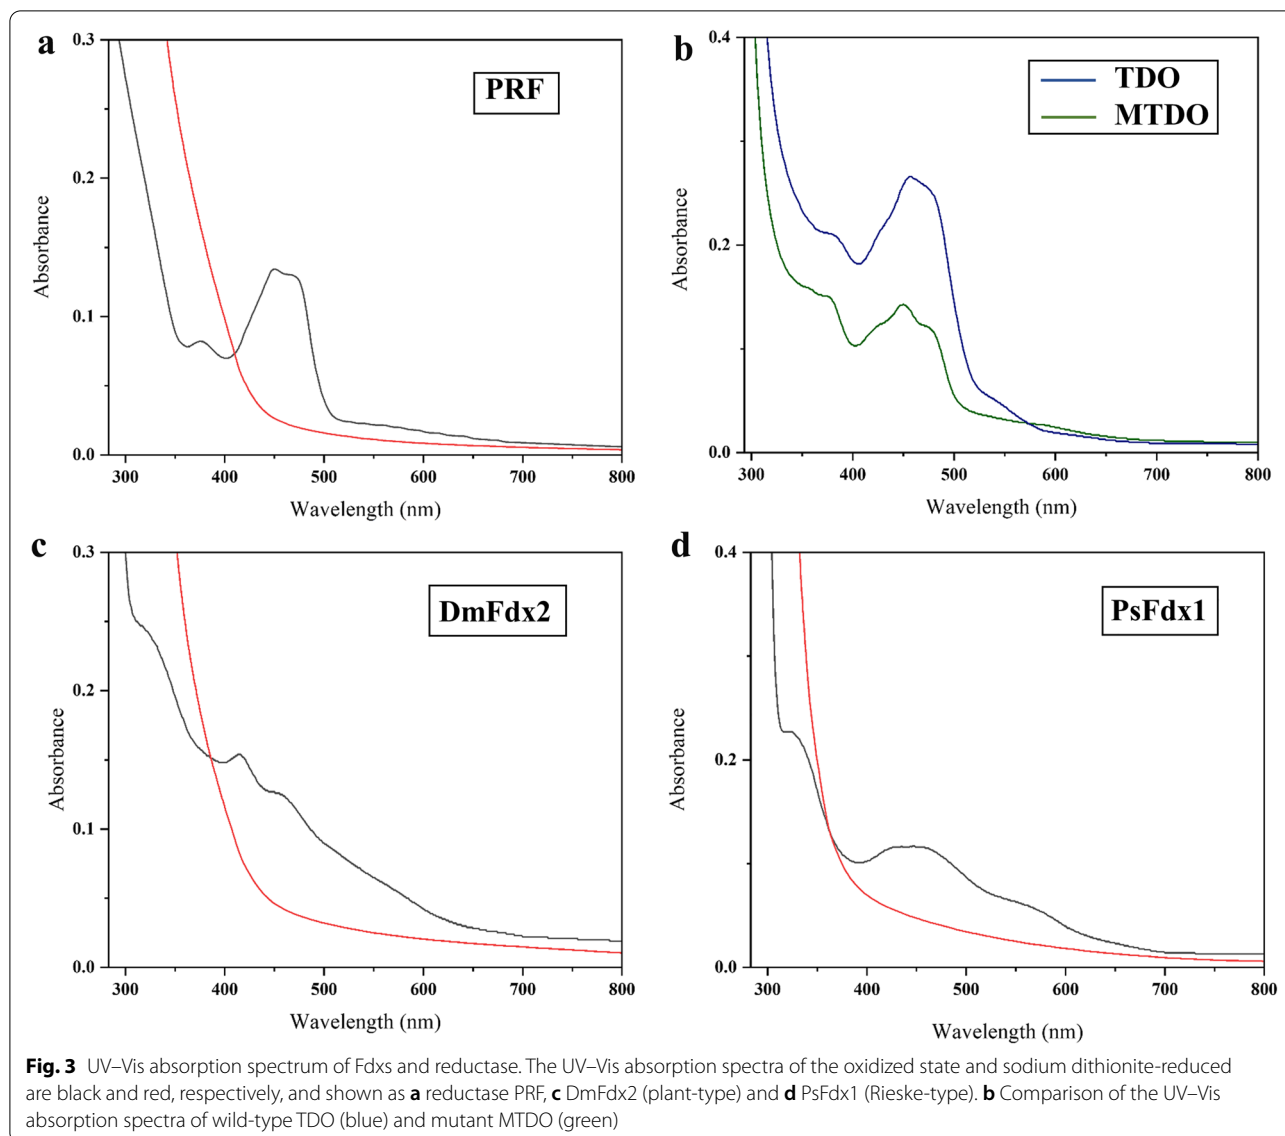 a
PRF
Absorbance
0.3
0.2
0.1
0.0
300 400 500 600 700 800
Wavelength (nm)
b
TDO
MTDO
Absorbance
0.4
0.2
0.0
300 400 500 600 700 800
Wavelength (nm)
c
DmFdx2
Absorbance
0.3
0.2
0.1
0.0
300 400 500 600 700 800
Wavelength (nm)
d
PsFdx1
Absorbance
0.4
0.2
0.0
300 400 500 600 700 800
Wavelength (nm)
Fig. 3 UV–Vis absorption spectrum of Fdxs and reductase. The UV–Vis absorption spectra of the oxidized state and sodium dithionite-reduced
are black and red, respectively, and shown as a reductase PRF, c DmFdx2 (plant-type) and d PsFdx1 (Rieske-type). b Comparison of the UV–Vis
absorption spectra of wild-type TDO (blue) and mutant MTDO (green)